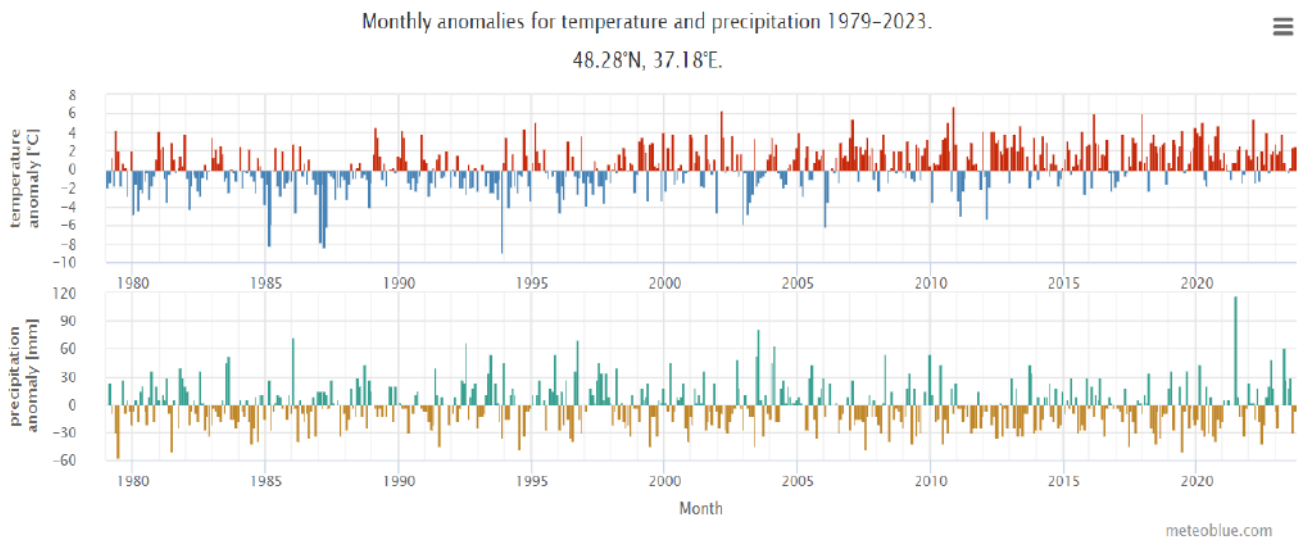 Monthly anomalies for temperature and precipitation 1979–2023.
48.28°N, 37.18°E.
temperature
anomaly [°C]
8
6
4
2
0
−2
−4
−6
−8
−10
1980 1985 1990 1995 2000 2005 2010 2015 2020
precipitation
anomaly [mm]
120
90
60
30
0
−30
−60
1980 1985 1990 1995 2000 2005 2010 2015 2020
Month
meteoblue.com